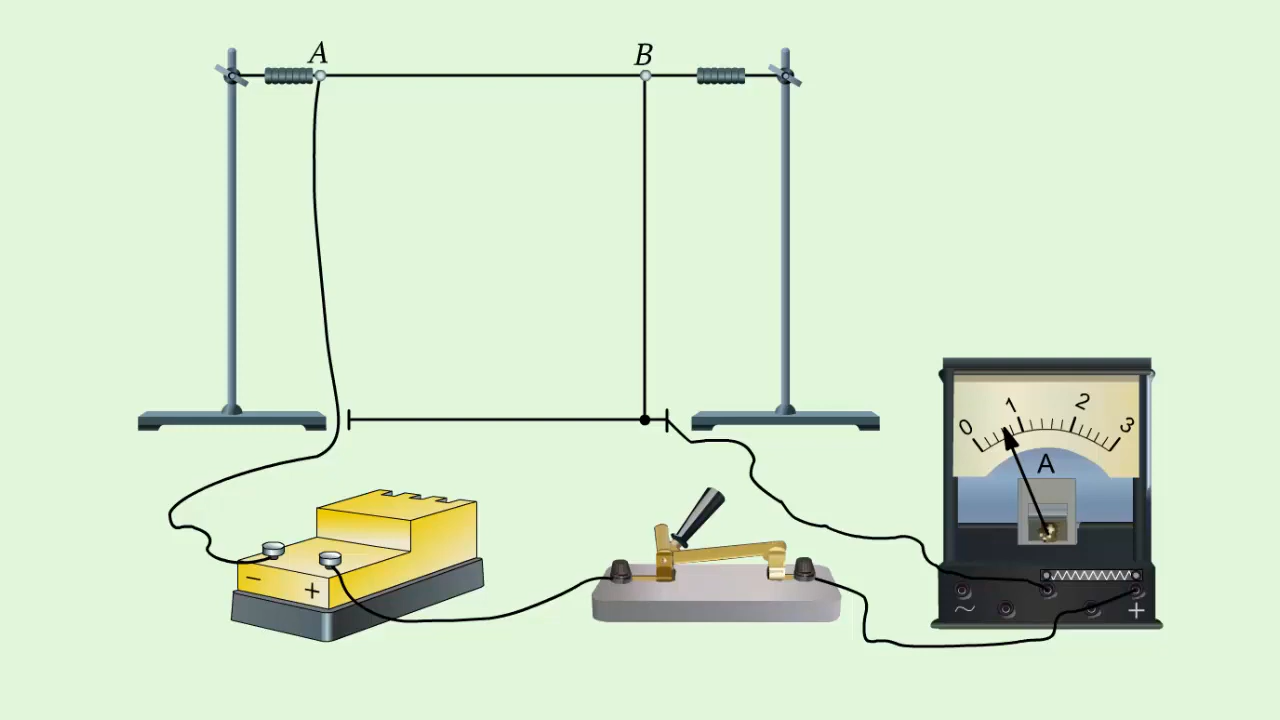 A B
0 1 2 3
A
− +
~ +